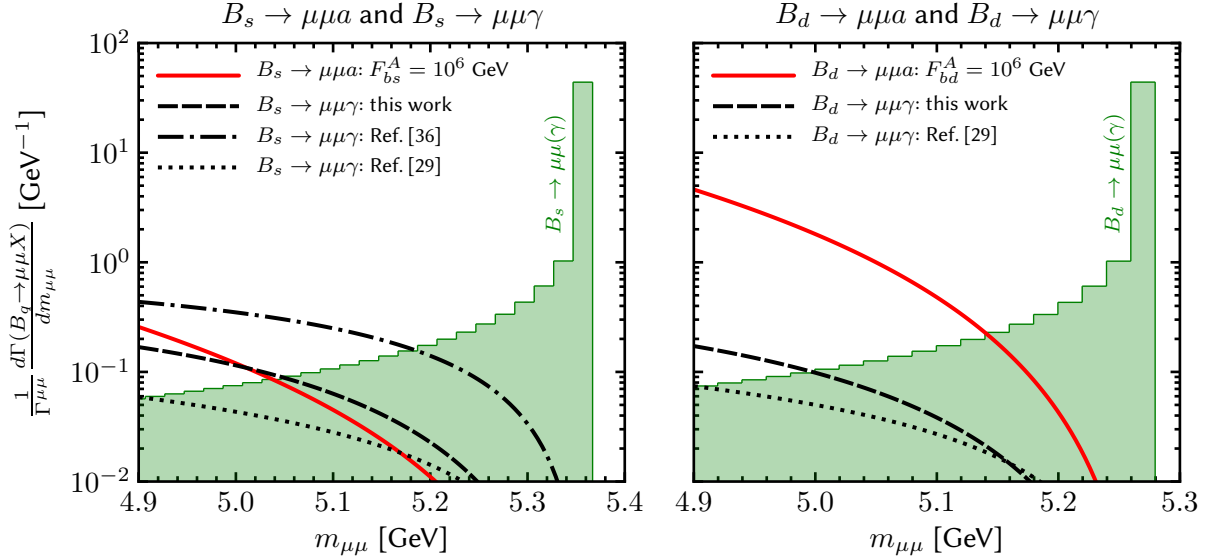 B_s → μμa and B_s → μμγ
10^2
10^1
10^0
10^−1
10^−2
1/Γ^μμ dΓ(B_q→μμX)/dm_μμ [GeV^−1]
B_s → μμa: F^A_bs = 10^6 GeV
B_s → μμγ: this work
B_s → μμγ: Ref. [36]
B_s → μμγ: Ref. [29]
B_s → μμ(γ)
4.9 5.0 5.1 5.2 5.3 5.4
m_μμ [GeV]
B_d → μμa and B_d → μμγ
B_d → μμa: F^A_bd = 10^6 GeV
B_d → μμγ: this work
B_d → μμγ: Ref. [29]
B_d → μμ(γ)
4.9 5.0 5.1 5.2 5.3
m_μμ [GeV]